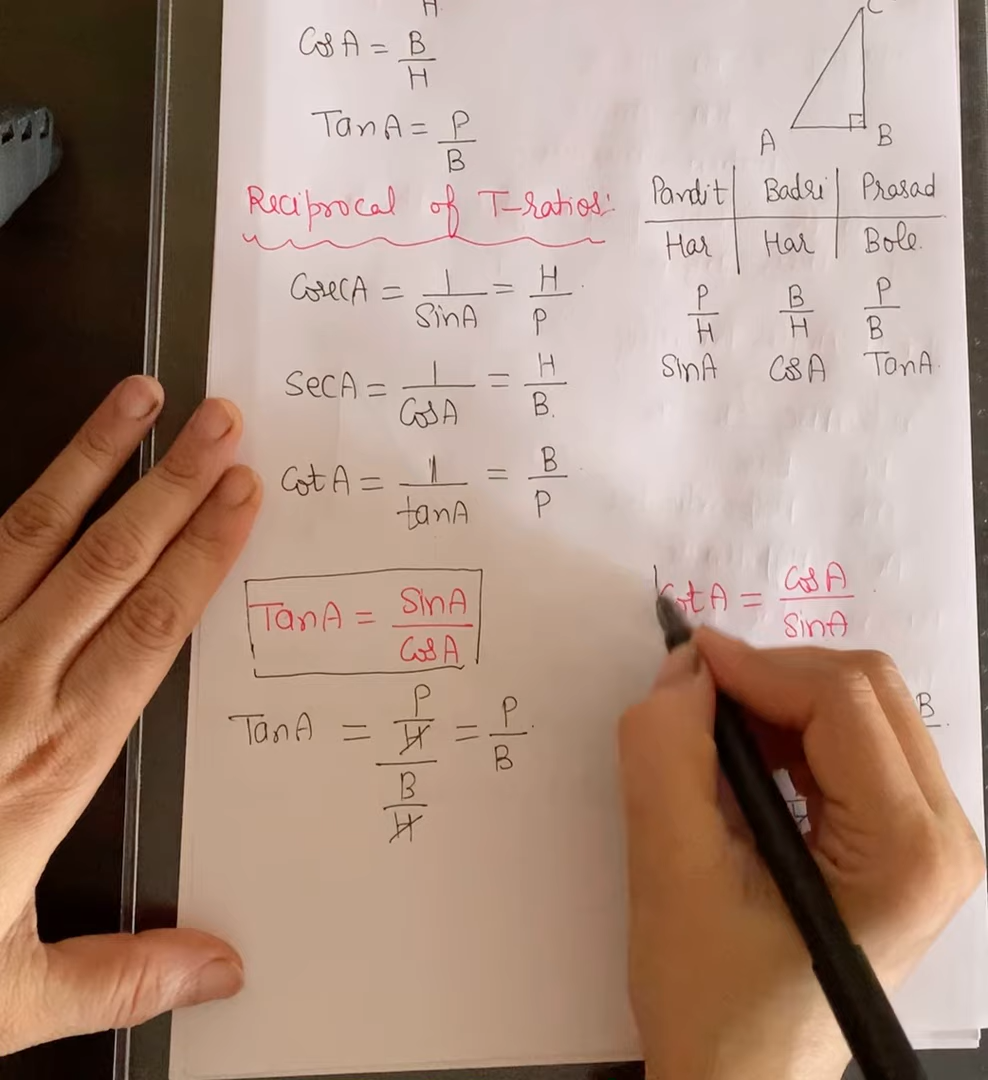 H
CosA = B/H
TanA = P/B
C
A B
Reciprocal of T-ratios:
CosecA = 1/SinA = H/P
SecA = 1/CosA = H/B.
CotA = 1/tanA = B/P
Pandit | Badri | Prasad
Har | Har | Bole.
P/H B/H P/B
SinA CosA TanA.
TanA = SinA/CosA
TanA = P/H / B/H = P/B.
CotA = CosA/SinA
B